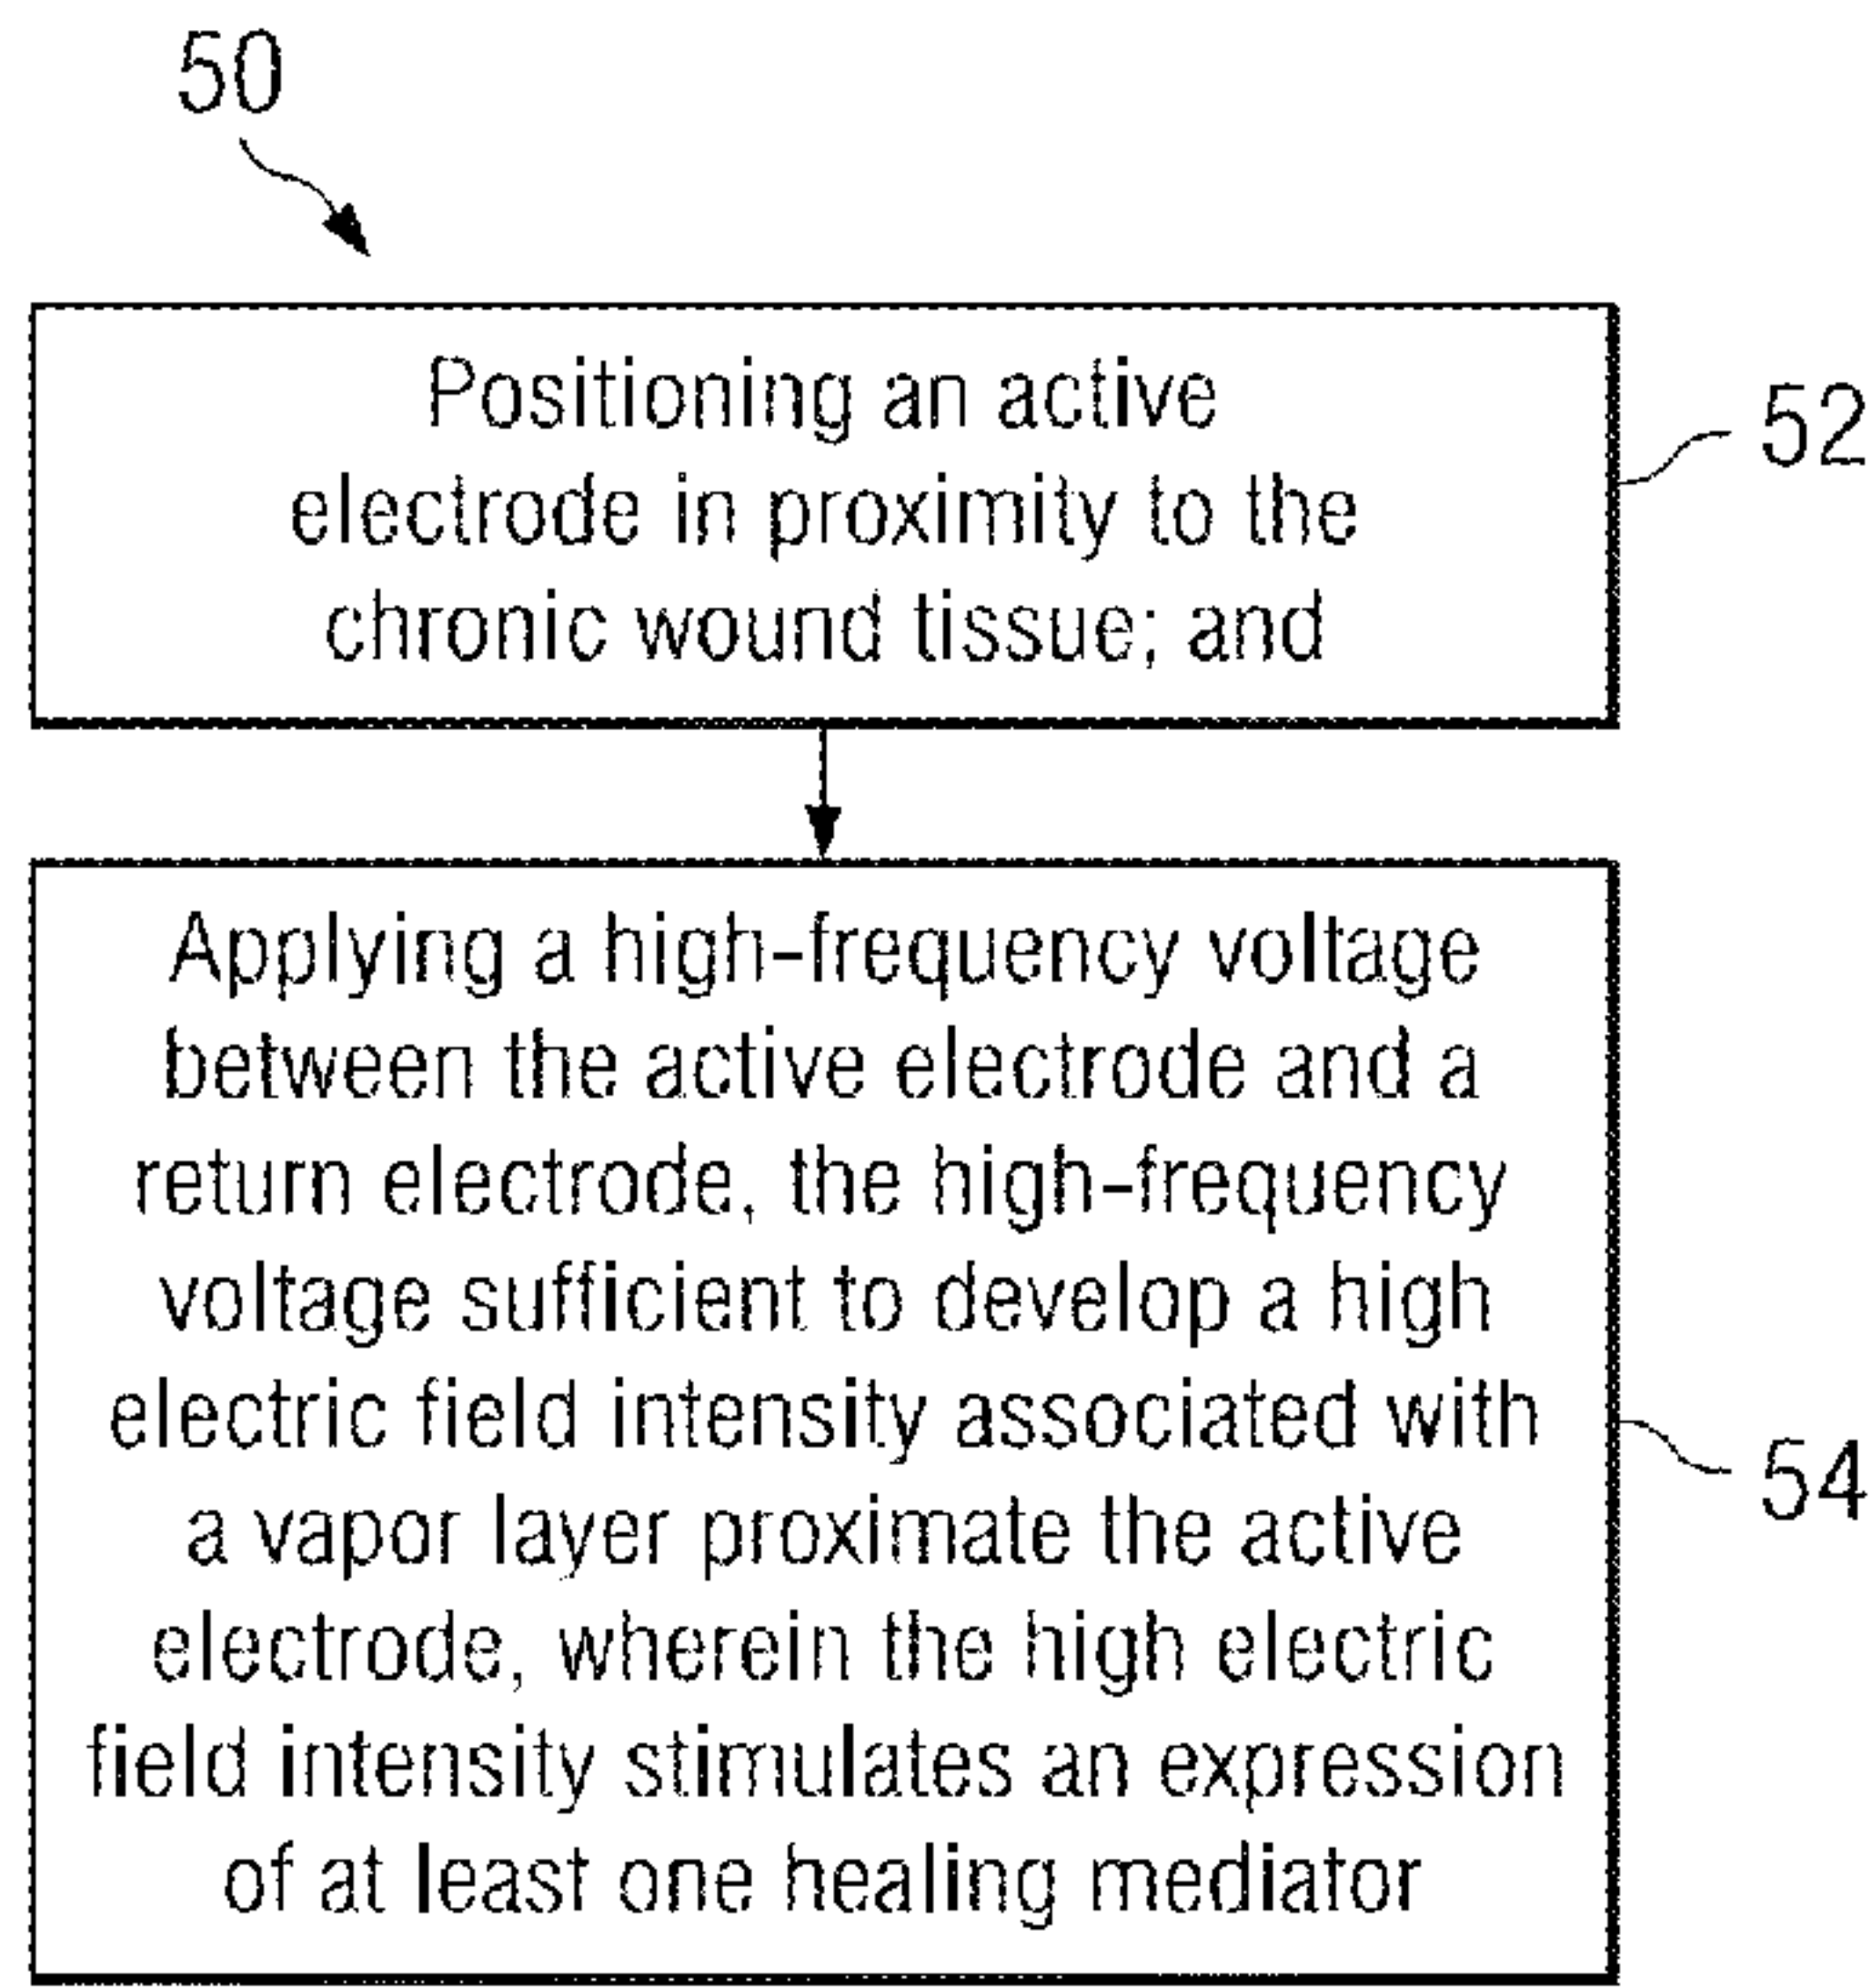 50
Positioning an active
electrode in proximity to the
chronic wound tissue; and
52
Applying a high-frequency voltage
between the active electrode and a
return electrode, the high-frequency
voltage sufficient to develop a high
electric field intensity associated with
a vapor layer proximate the active
electrode, wherein the high electric
field intensity stimulates an expression
of at least one healing mediator
54